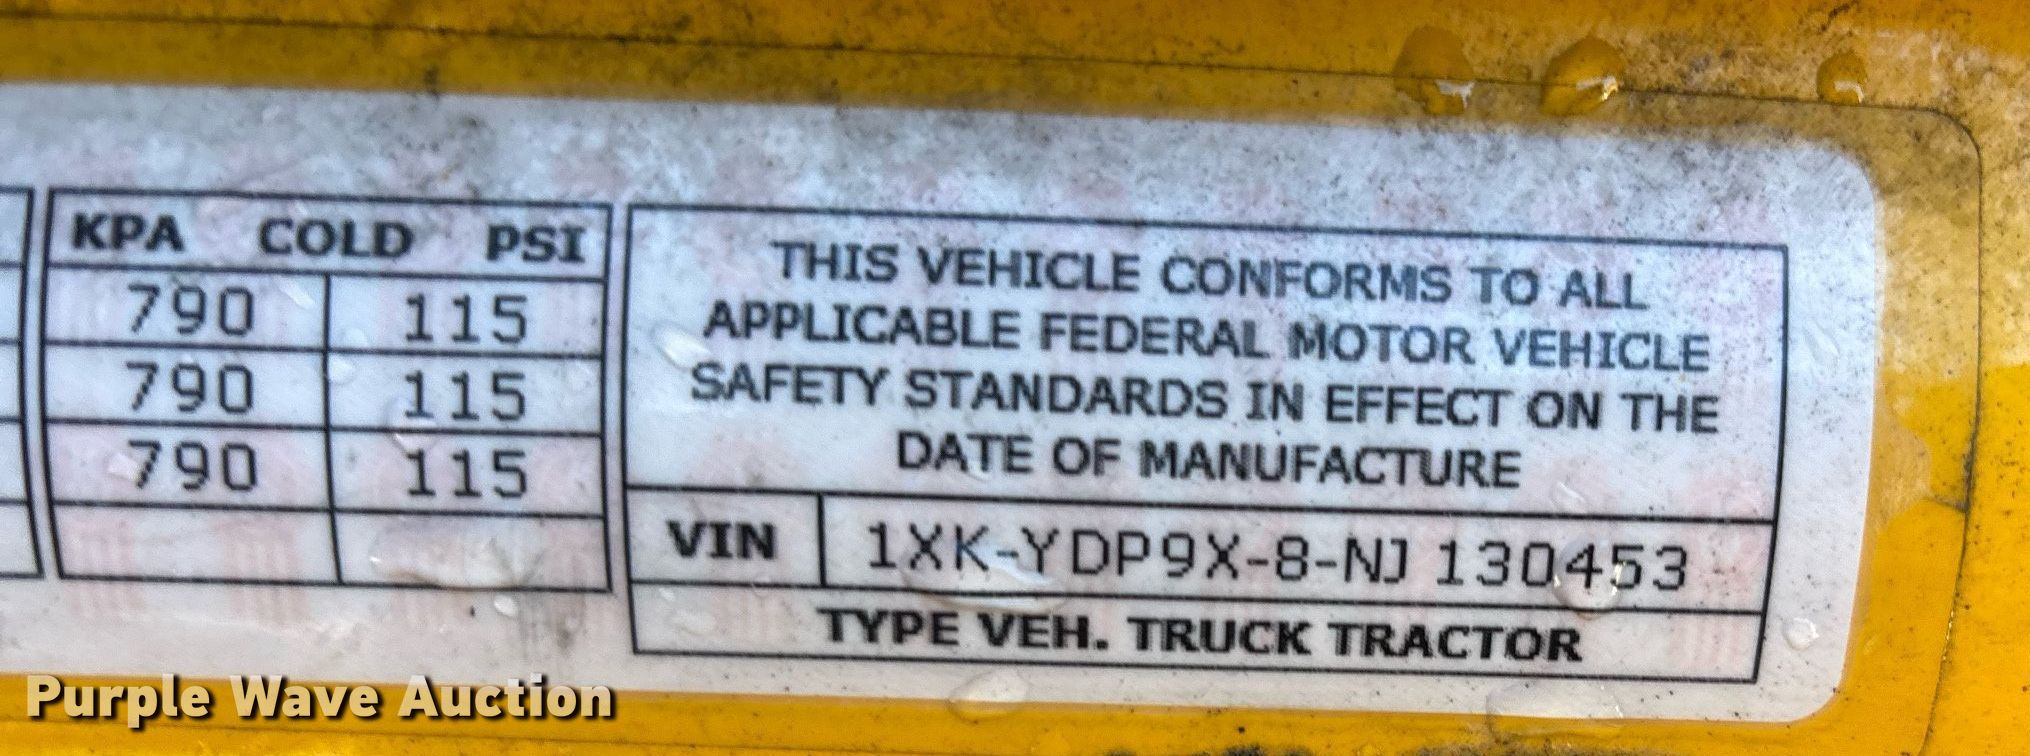 KPA COLD PSI
790 115
790 115
790 115
THIS VEHICLE CONFORMS TO ALL
APPLICABLE FEDERAL MOTOR VEHICLE
SAFETY STANDARDS IN EFFECT ON THE
DATE OF MANUFACTURE
VIN 1XK-YDP9X-8-NJ 130453
TYPE VEH. TRUCK TRACTOR
Purple Wave Auction